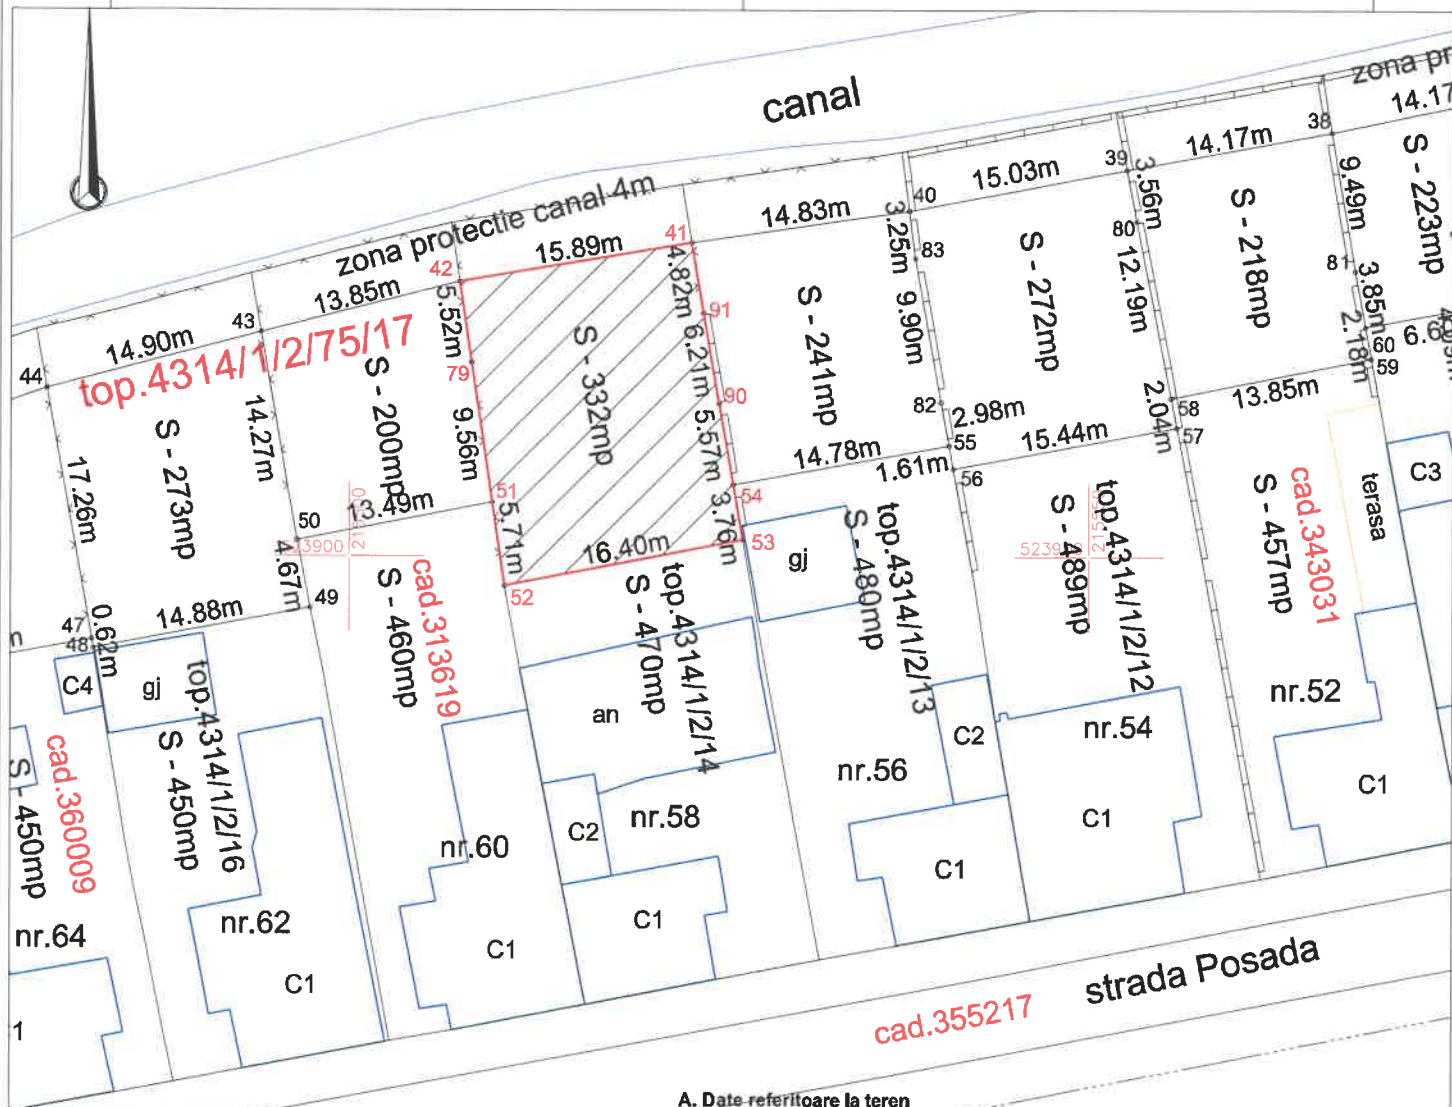 canal
zona pr
14.17
38
14.17m
39
15.03m
40
14.83m
41
zona protectie canal 4m
15.89m
42
13.85m
43
14.90m
44
top.4314/1/2/75/17
3.56m
80
12.19m
9.49m
81
3.85m
2.18m
60
59
S - 223mp
S - 218mp
S - 272mp
3.25m
83
9.90m
82
S - 241mp
4.82m
91
6.21m
90
5.57m
54
3.76m
53
S - 332mp
5.52m
79
9.56m
51
5.71m
52
16.40m
S - 200mp
14.27m
S - 273mp
17.26m
13.49m
50
4.67m
49
14.88m
47
48
0.62m
14.78m
1.61m
2.98m
55
56
15.44m
2.04m
58
57
13.85m
C3
terasa
cad.343031
S - 457mp
nr.52
C1
top.4314/1/2/12
S - 489mp
nr.54
C1
top.4314/1/2/13
S - 480mp
gj
nr.56
C2
C1
top.4314/1/2/14
S - 470mp
an
nr.58
C2
C1
cad.313619
S - 460mp
nr.60
C1
top.4314/1/2/16
S - 450mp
gj
nr.62
C1
C4
cad.360009
S - 450mp
nr.64
1
strada Posada
cad.355217
A. Date referitoare la teren